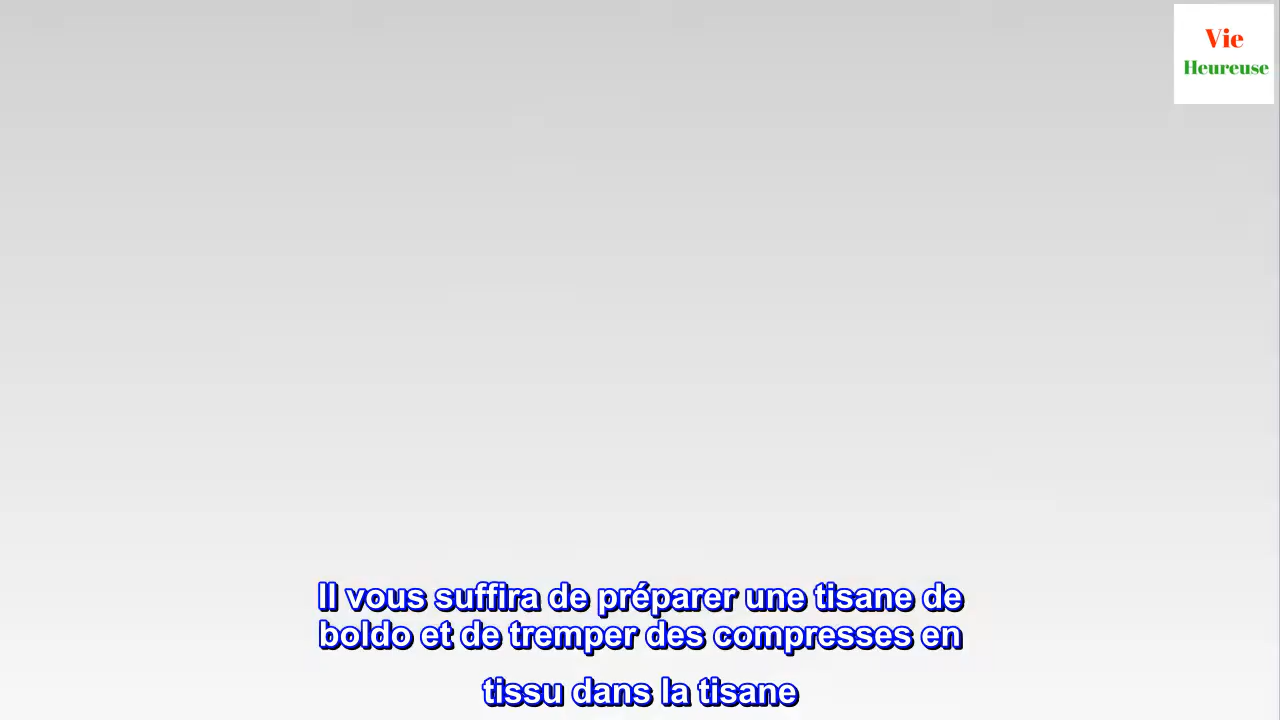 Vie
Heureuse
Il vous suffira de préparer une tisane de
boldo et de tremper des compresses en
tissu dans la tisane